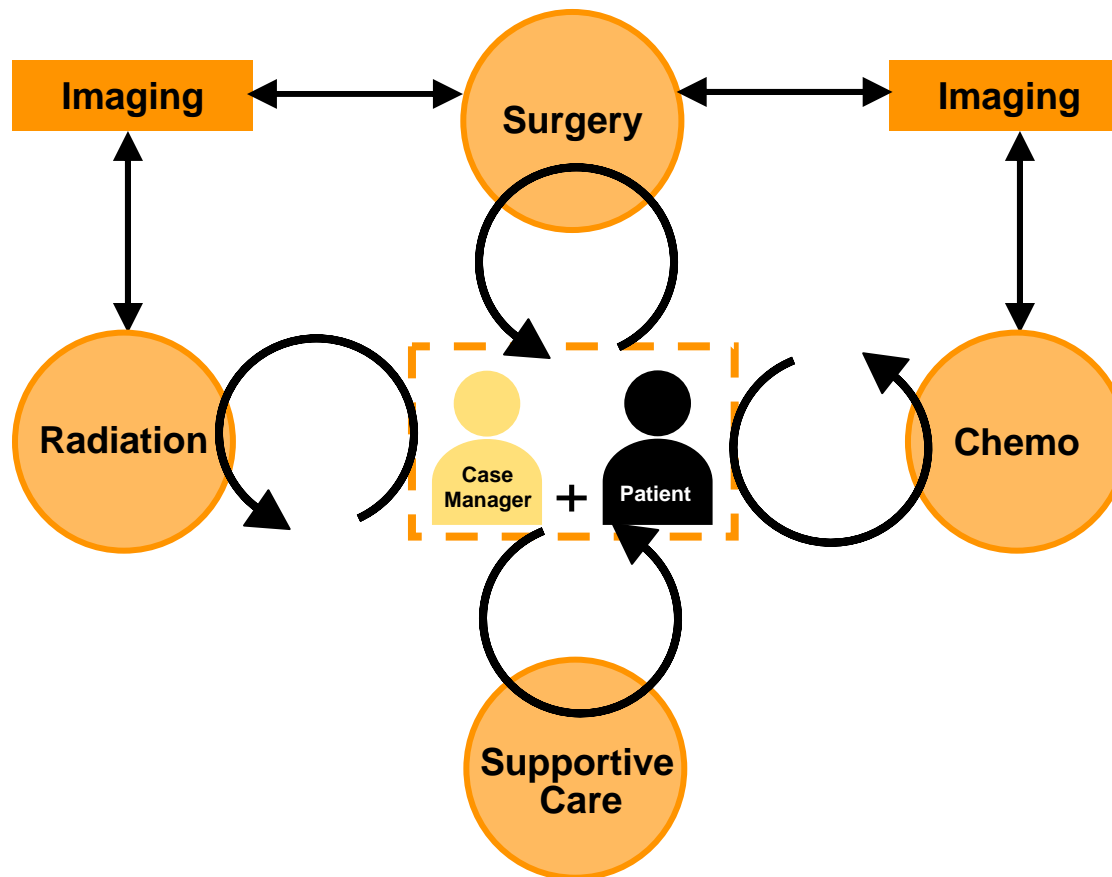 Imaging
Surgery
Imaging
Radiation
Case
Manager
+
Patient
Chemo
Supportive
Care